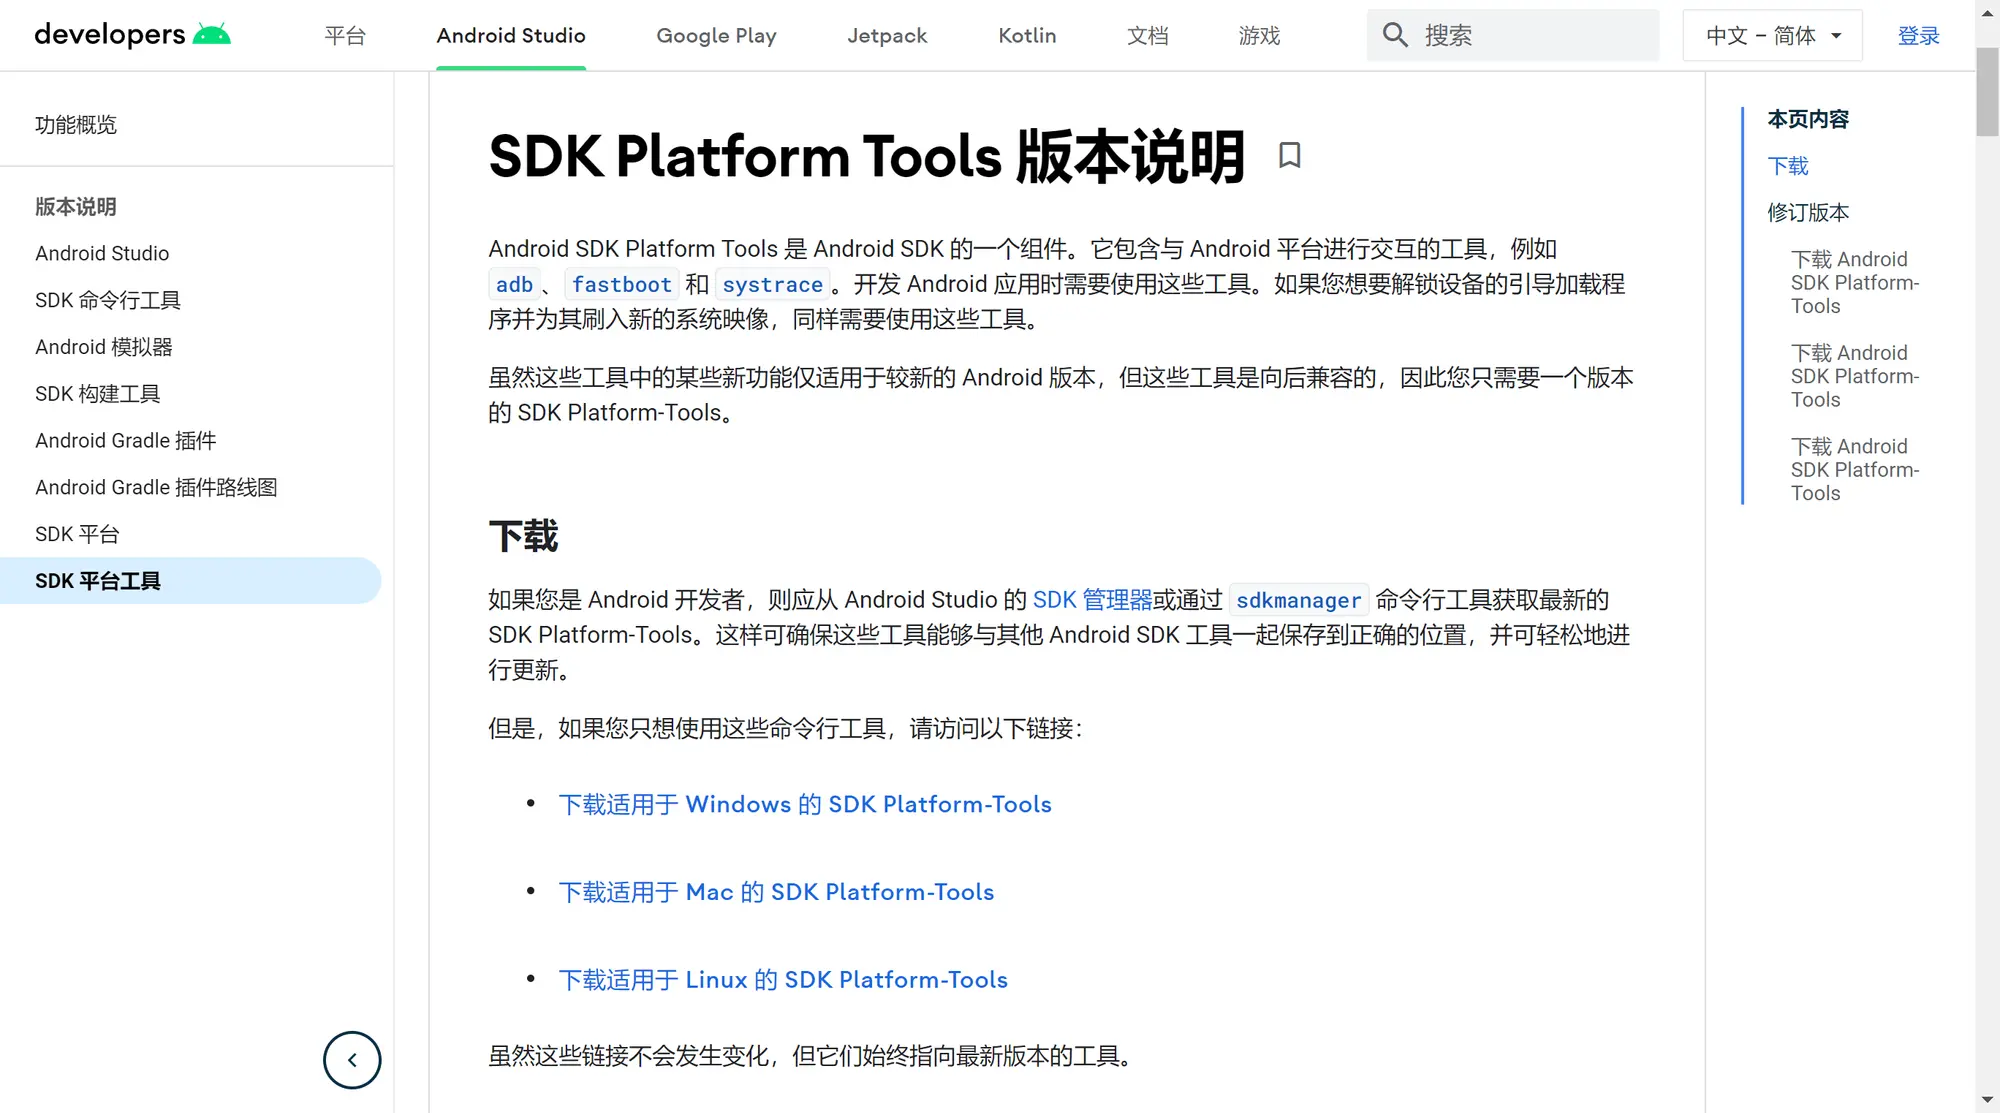 developers 平台 Android Studio Google Play Jetpack Kotlin 文档 游戏 搜索 中文 – 简体 登录
功能概览
版本说明
Android Studio
SDK 命令行工具
Android 模拟器
SDK 构建工具
Android Gradle 插件
Android Gradle 插件路线图
SDK 平台
SDK 平台工具
SDK Platform Tools 版本说明
Android SDK Platform Tools 是 Android SDK 的一个组件。它包含与 Android 平台进行交互的工具，例如
adb、 fastboot 和 systrace。开发 Android 应用时需要使用这些工具。如果您想要解锁设备的引导加载程
序并为其刷入新的系统映像，同样需要使用这些工具。
虽然这些工具中的某些新功能仅适用于较新的 Android 版本，但这些工具是向后兼容的，因此您只需要一个版本
的 SDK Platform-Tools。
下载
如果您是 Android 开发者，则应从 Android Studio 的 SDK 管理器或通过 sdkmanager 命令行工具获取最新的
SDK Platform-Tools。这样可确保这些工具能够与其他 Android SDK 工具一起保存到正确的位置，并可轻松地进
行更新。
但是，如果您只想使用这些命令行工具，请访问以下链接：
• 下载适用于 Windows 的 SDK Platform-Tools
• 下载适用于 Mac 的 SDK Platform-Tools
• 下载适用于 Linux 的 SDK Platform-Tools
虽然这些链接不会发生变化，但它们始终指向最新版本的工具。
本页内容
下载
修订版本
下载 Android
SDK Platform-
Tools
下载 Android
SDK Platform-
Tools
下载 Android
SDK Platform-
Tools